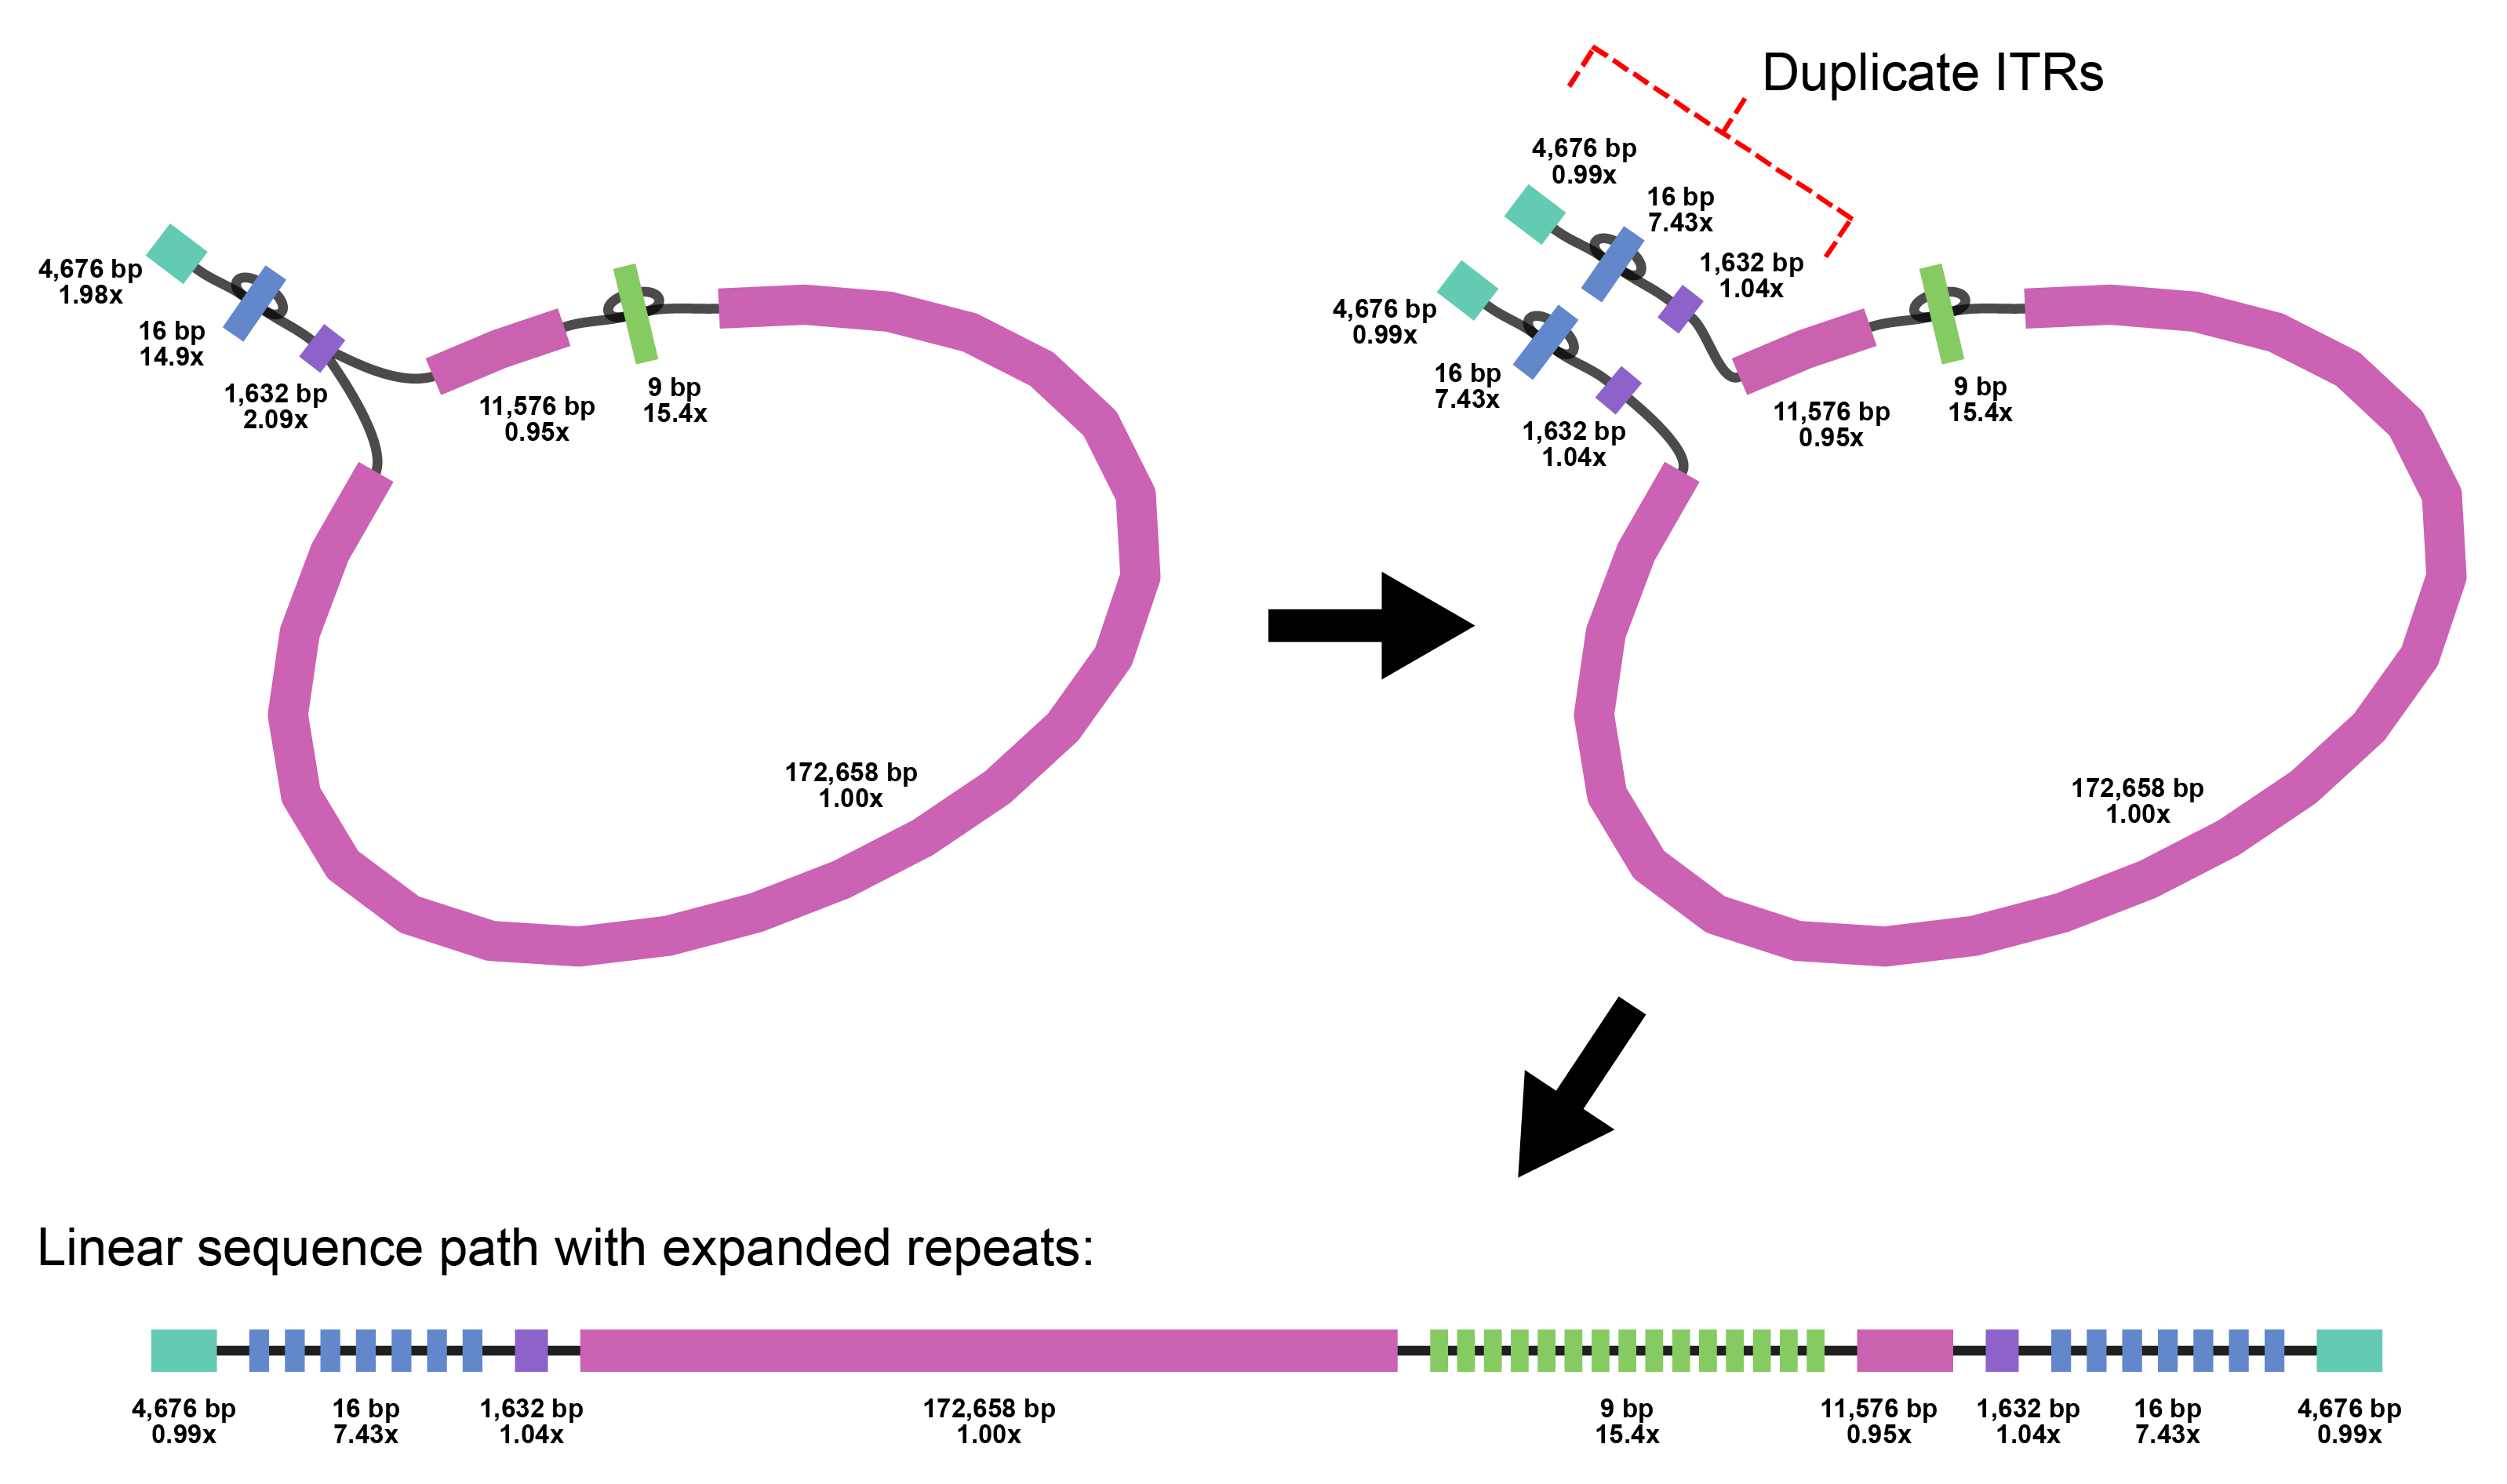 Duplicate ITRs
4,676 bp
1.98x
16 bp
14.9x
1,632 bp
2.09x
11,576 bp
0.95x
9 bp
15.4x
172,658 bp
1.00x
4,676 bp
0.99x
16 bp
7.43x
1,632 bp
1.04x
4,676 bp
0.99x
16 bp
7.43x
1,632 bp
1.04x
11,576 bp
0.95x
9 bp
15.4x
172,658 bp
1.00x
Linear sequence path with expanded repeats:
4,676 bp
0.99x
16 bp
7.43x
1,632 bp
1.04x
172,658 bp
1.00x
9 bp
15.4x
11,576 bp
0.95x
1,632 bp
1.04x
16 bp
7.43x
4,676 bp
0.99x